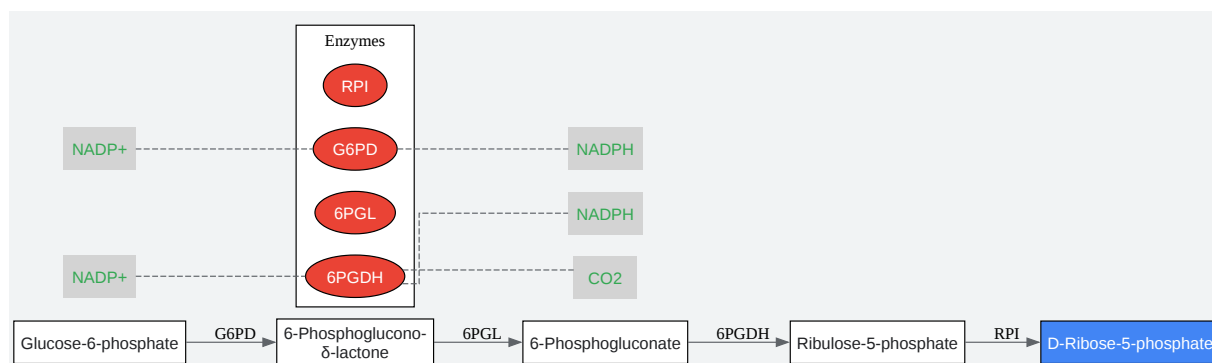 Enzymes
RPI
NADP+
G6PD
NADPH
6PGL
NADPH
NADP+
6PGDH
CO2
Glucose-6-phosphate
G6PD
6-Phosphoglucono-
δ-lactone
6PGL
6-Phosphogluconate
6PGDH
Ribulose-5-phosphate
RPI
D-Ribose-5-phosphate